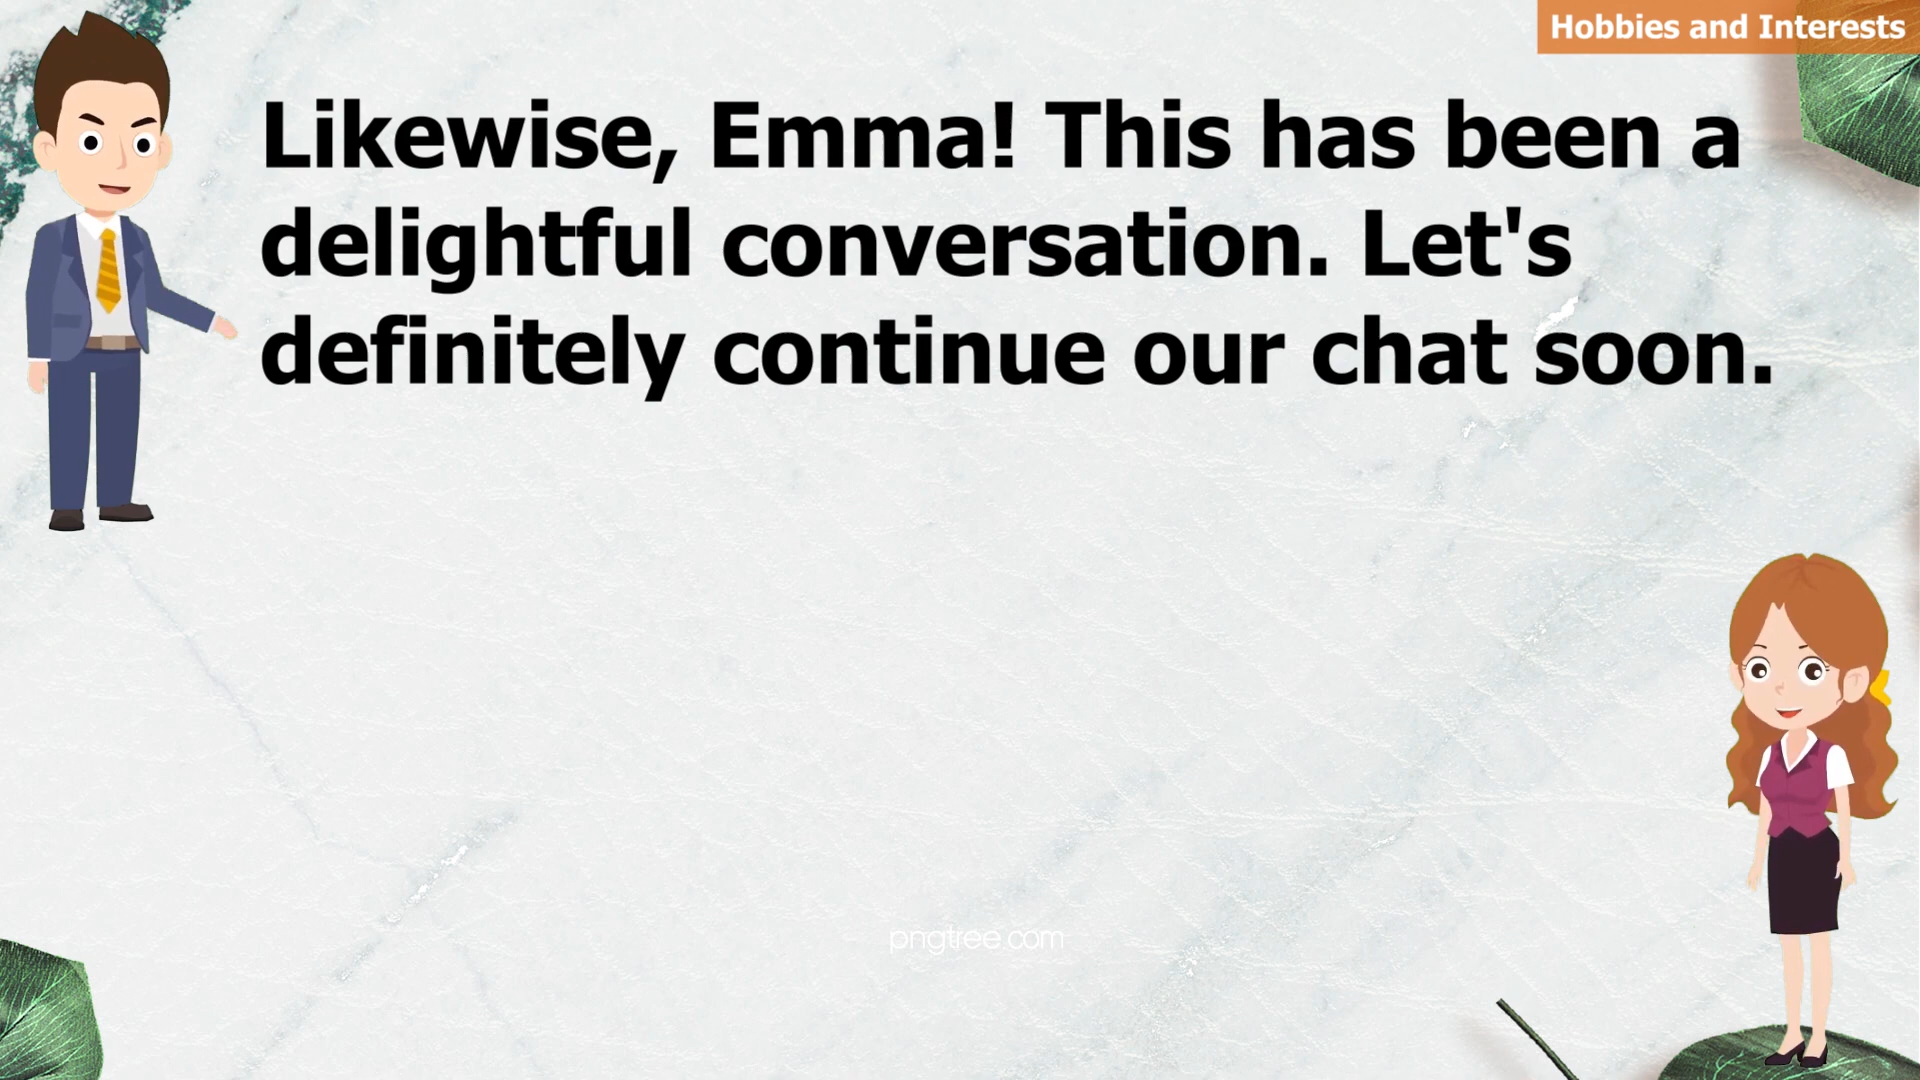 Hobbies and Interests
Likewise, Emma! This has been a
delightful conversation. Let's
definitely continue our chat soon.
pngtree.com